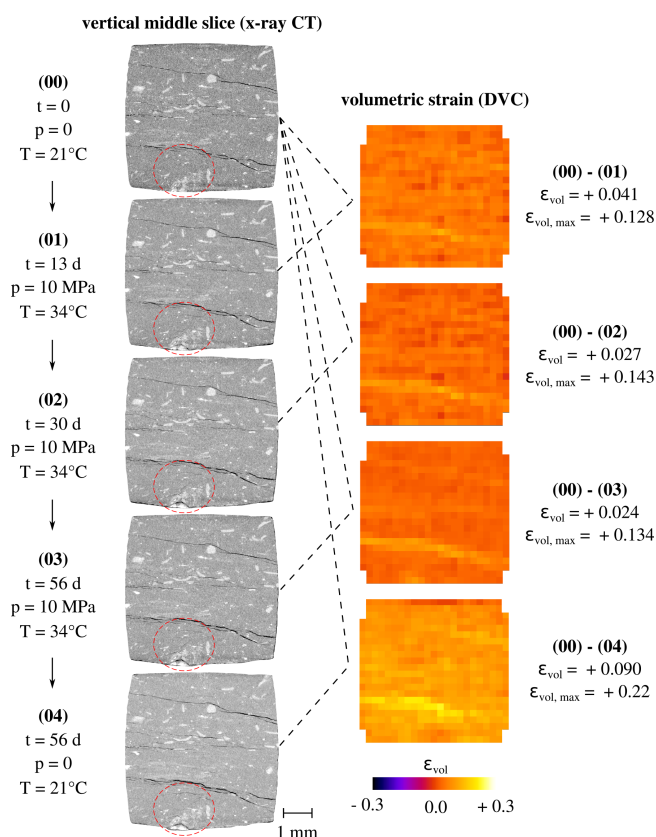 vertical middle slice (x-ray CT)
(00)
t = 0
p = 0
T = 21°C
(01)
t = 13 d
p = 10 MPa
T = 34°C
(02)
t = 30 d
p = 10 MPa
T = 34°C
(03)
t = 56 d
p = 10 MPa
T = 34°C
(04)
t = 56 d
p = 0
T = 21°C
1 mm
volumetric strain (DVC)
(00) - (01)
εvol = + 0.041
εvol, max = + 0.128
(00) - (02)
εvol = + 0.027
εvol, max = + 0.143
(00) - (03)
εvol = + 0.024
εvol, max = + 0.134
(00) - (04)
εvol = + 0.090
εvol, max = + 0.22
εvol
- 0.3 0.0 + 0.3